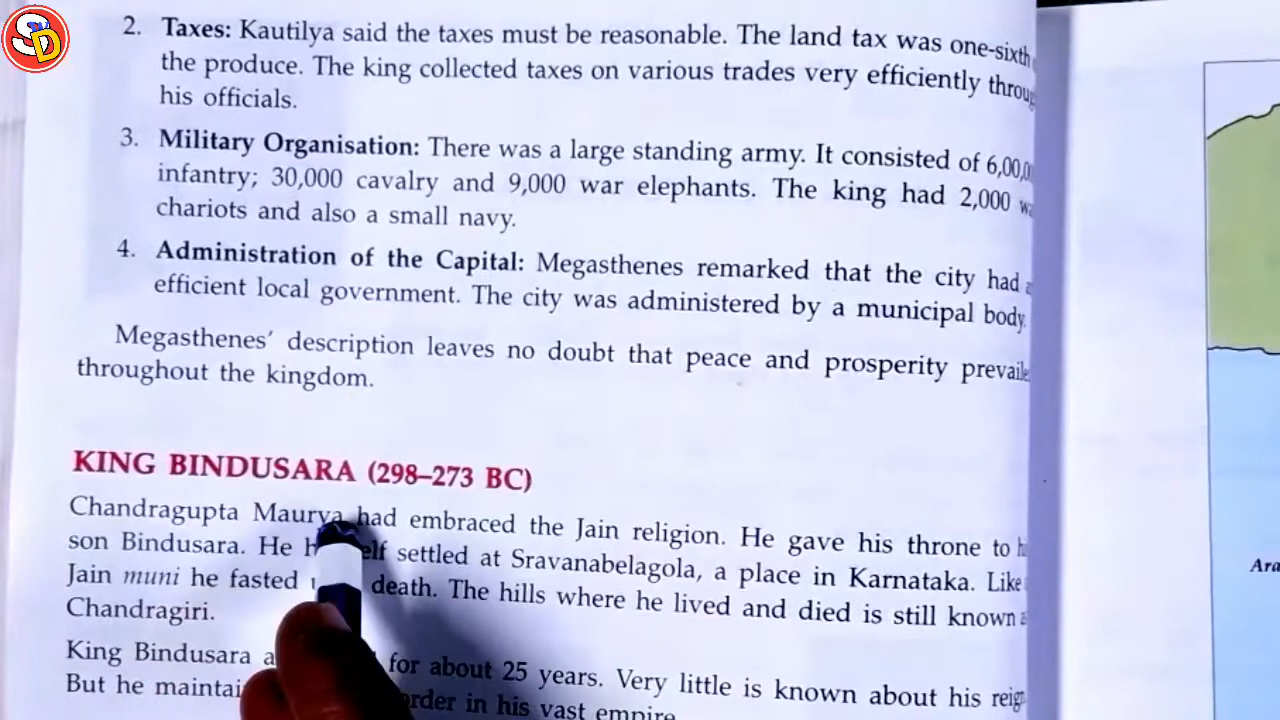 SD
2. Taxes: Kautilya said the taxes must be reasonable. The land tax was one-sixth
the produce. The king collected taxes on various trades very efficiently
his officials.
3. Military Organisation: There was a large standing army. It consisted of
infantry; 30,000 cavalry and 9,000 war elephants. The king had 2,000
chariots and also a small navy.
4. Administration of the Capital: Megasthenes remarked that the city had
efficient local government. The city was administered by a municipal body.
Megasthenes' description leaves no doubt that peace and prosperity
throughout the kingdom.
KING BINDUSARA (298–273 BC)
Chandragupta Maurya had embraced the Jain religion. He gave his throne to
son Bindusara. He settled at Sravanabelagola, a place in Karnataka. Like
Jain muni he fasted death. The hills where he lived and died is still known
Chandragiri.
King Bindusara for about 25 years. Very little is known about his
But he order in his vast empire.